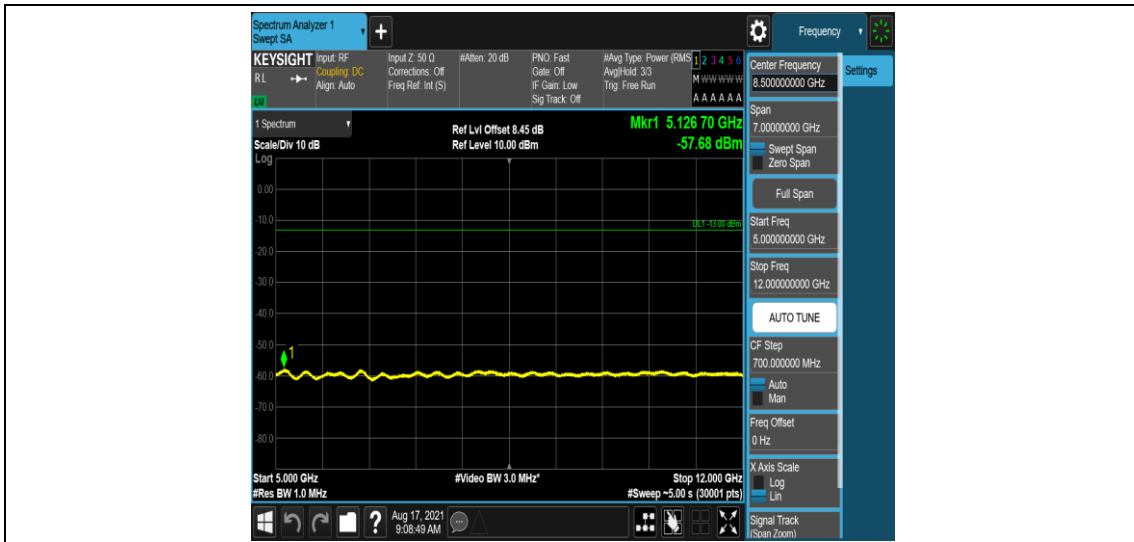 Spectrum Analyzer 1
Swept SA
+
Frequency
KEYSIGHT
RL
LM
Input: RF
Coupling: DC
Align: Auto
Input Z: 50 Ω
Corrections: Off
Freq Ref: Int (S)
#Atten: 20 dB
PNO: Fast
Gate: Off
IF Gain: Low
Sig Track: Off
#Avg Type: Power (RMS
Avg|Hold: 3/3
Trig: Free Run
1 2 3 4 5 6
M W W W W W
A A A A A A
1 Spectrum
Scale/Div 10 dB
Ref Lvl Offset 8.45 dB
Ref Level 10.00 dBm
Mkr1 5.126 70 GHz
-57.68 dBm
Log
0.00
-10.0
DL1 -13.00 dBm
-20.0
-30.0
-40.0
-50.0
1
-60.0
-70.0
-80.0
Start 5.000 GHz
#Res BW 1.0 MHz
#Video BW 3.0 MHz*
Stop 12.000 GHz
#Sweep ~5.00 s (30001 pts)
Center Frequency
8.500000000 GHz
Settings
Span
7.00000000 GHz
Swept Span
Zero Span
Full Span
Start Freq
5.000000000 GHz
Stop Freq
12.000000000 GHz
AUTO TUNE
CF Step
700.000000 MHz
Auto
Man
Freq Offset
0 Hz
X Axis Scale
Log
Lin
Signal Track
(Span Zoom)
?
Aug 17, 2021
9:08:49 AM